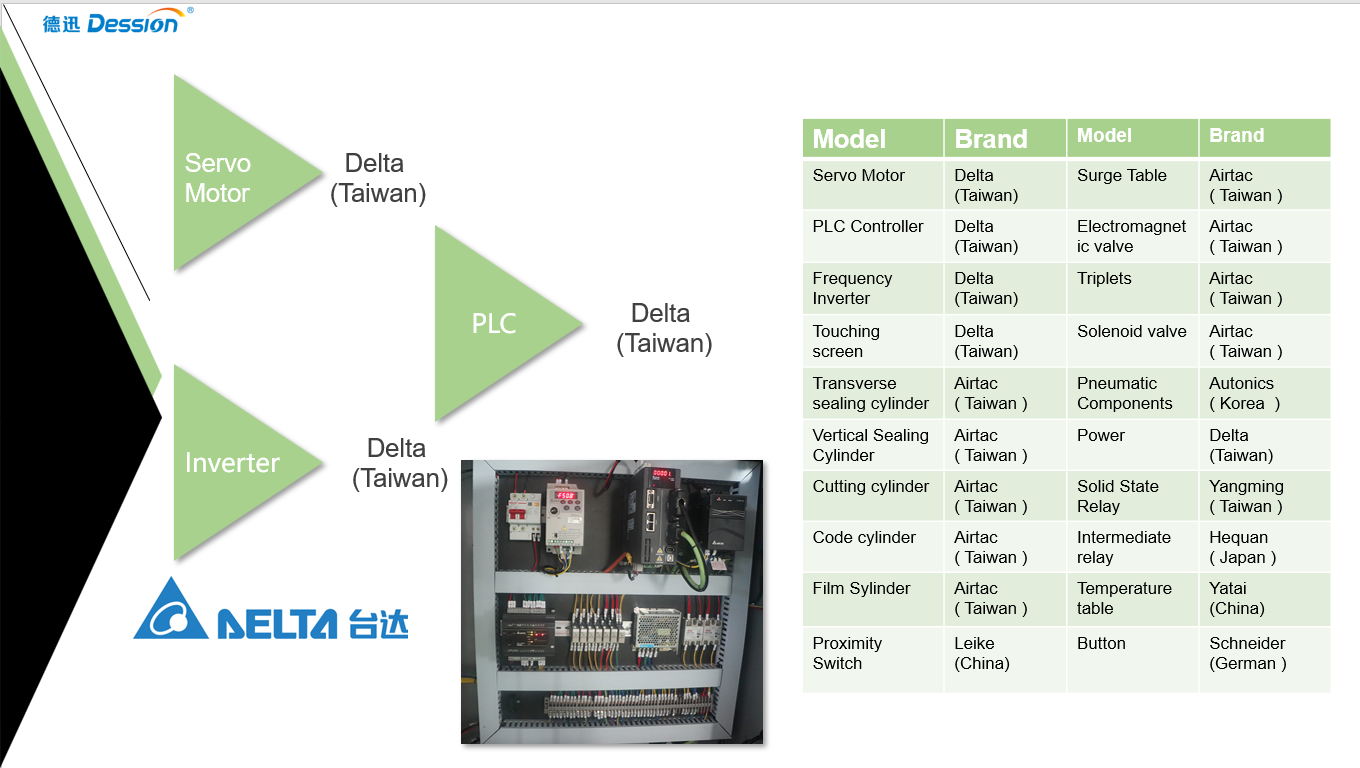 德迅 Dession®
Servo
Motor
Delta
(Taiwan)
PLC
Delta
(Taiwan)
Inverter
Delta
(Taiwan)
DELTA 台达
Model Brand Model Brand
Servo Motor Delta Surge Table Airtac
(Taiwan) ( Taiwan )
PLC Controller Delta Electromagnet Airtac
(Taiwan) ic valve ( Taiwan )
Frequency Delta Triplets Airtac
Inverter (Taiwan) ( Taiwan )
Touching Delta Solenoid valve Airtac
screen (Taiwan) ( Taiwan )
Transverse Airtac Pneumatic Autonics
sealing cylinder ( Taiwan ) Components ( Korea )
Vertical Sealing Airtac Power Delta
Cylinder ( Taiwan ) (Taiwan)
Cutting cylinder Airtac Solid State Yangming
( Taiwan ) Relay ( Taiwan )
Code cylinder Airtac Intermediate Hequan
( Taiwan ) relay ( Japan )
Film Sylinder Airtac Temperature Yatai
( Taiwan ) table (China)
Proximity Leike Button Schneider
Switch (China) (German )